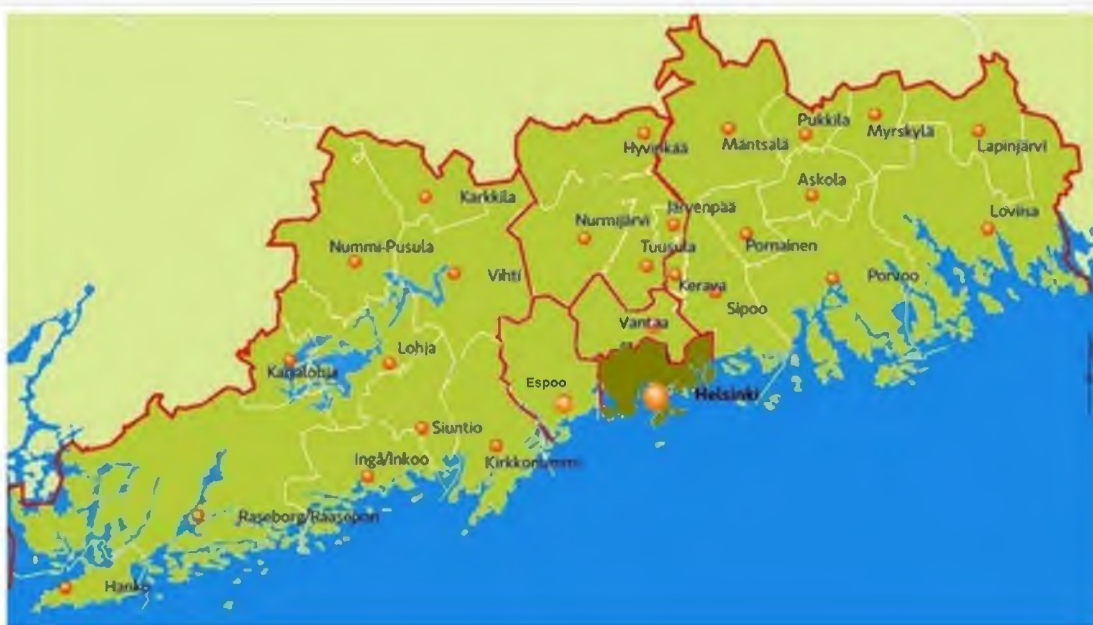 Pukkila
Myrskylä
Hyvinkää
Mäntsälä
Lapinjärvi
Askola
Karkkila
Järvenpää
Loviisa
Nurmijärvi
Nummi-Pusula
Tuusula
Pornainen
Vihti
Kerava
Porvoo
Sipoo
Vantaa
Lohja
Karjalohja
Espoo
Helsinki
Siuntio
Ingå/Inkoo
Kirkkonummi
Raseborg/Raasepori
Hanko